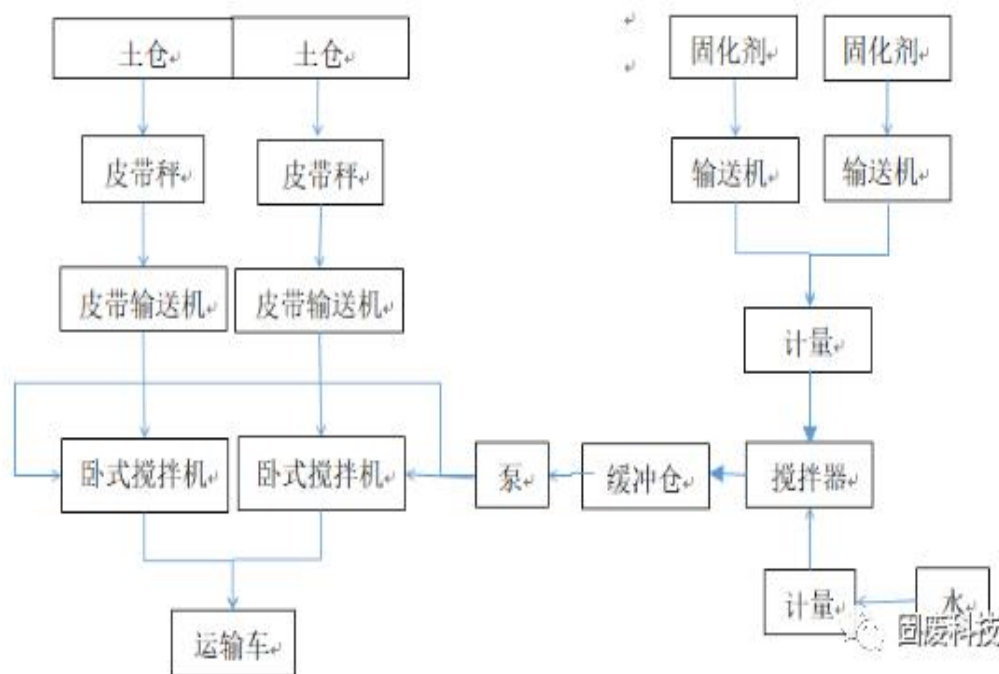 土仓
土仓
固化剂
固化剂
皮带秤
皮带秤
输送机
输送机
皮带输送机
皮带输送机
计量
卧式搅拌机
卧式搅拌机
泵
缓冲仓
搅拌器
计量
水
运输车
固废科技